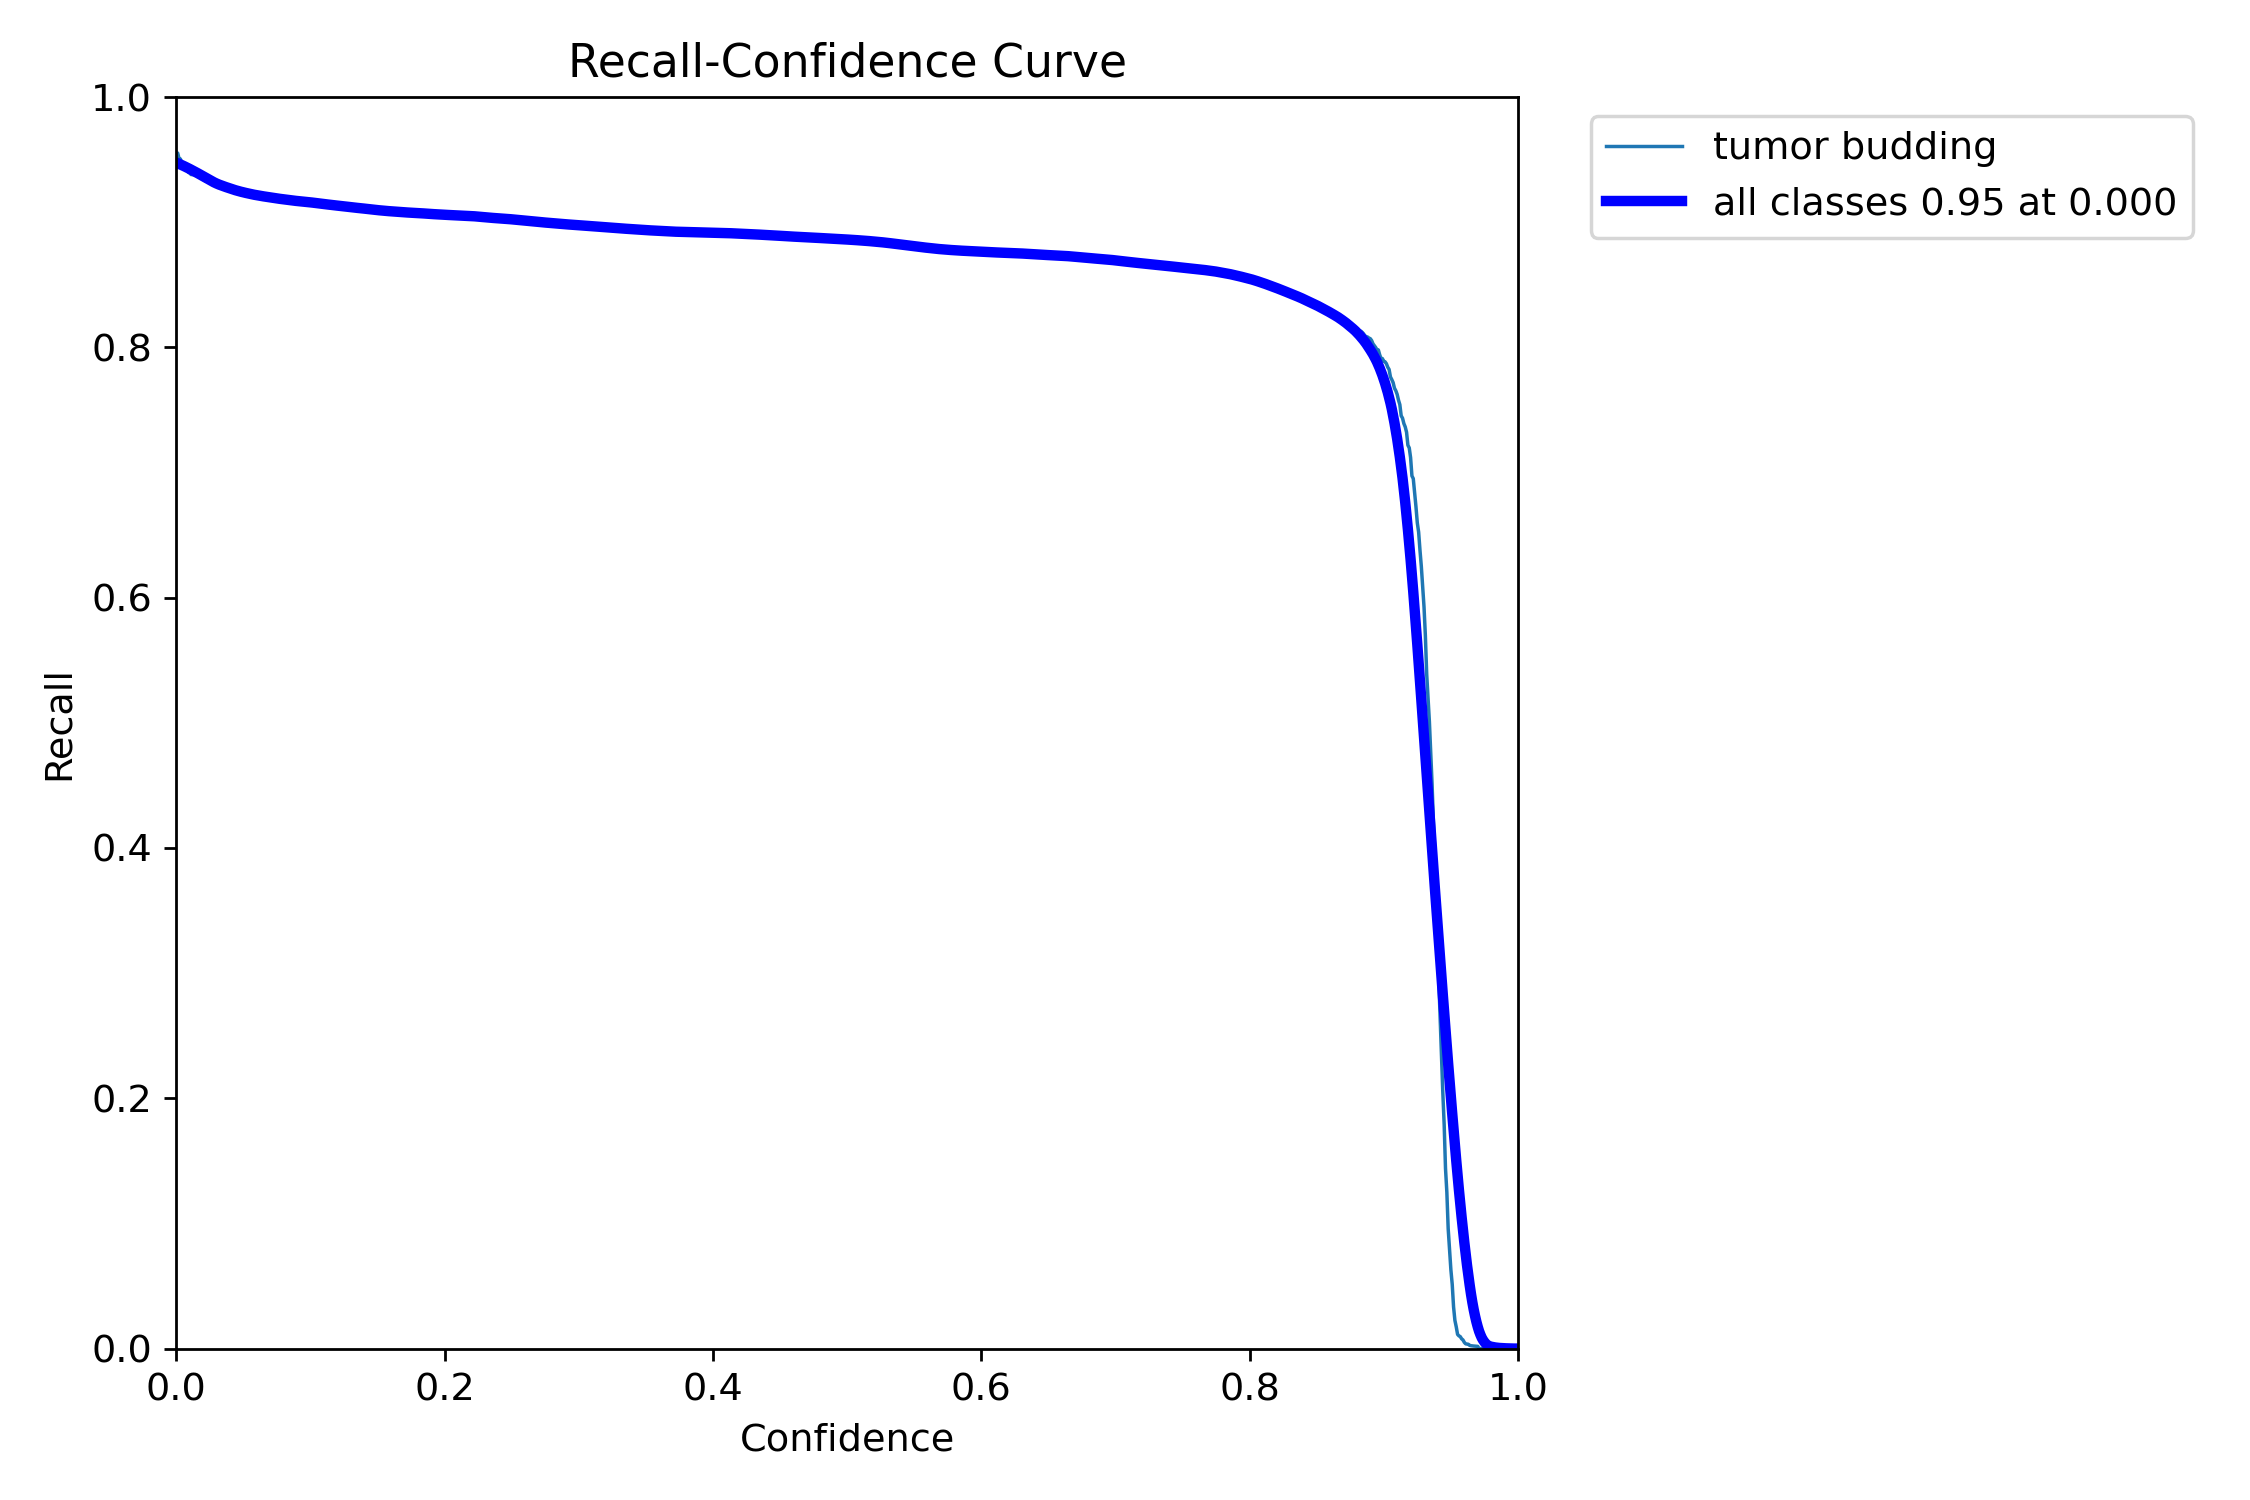 Recall-Confidence Curve
1.0
0.8
0.6
0.4
0.2
0.0
Recall
0.0 0.2 0.4 0.6 0.8 1.0
Confidence
tumor budding
all classes 0.95 at 0.000